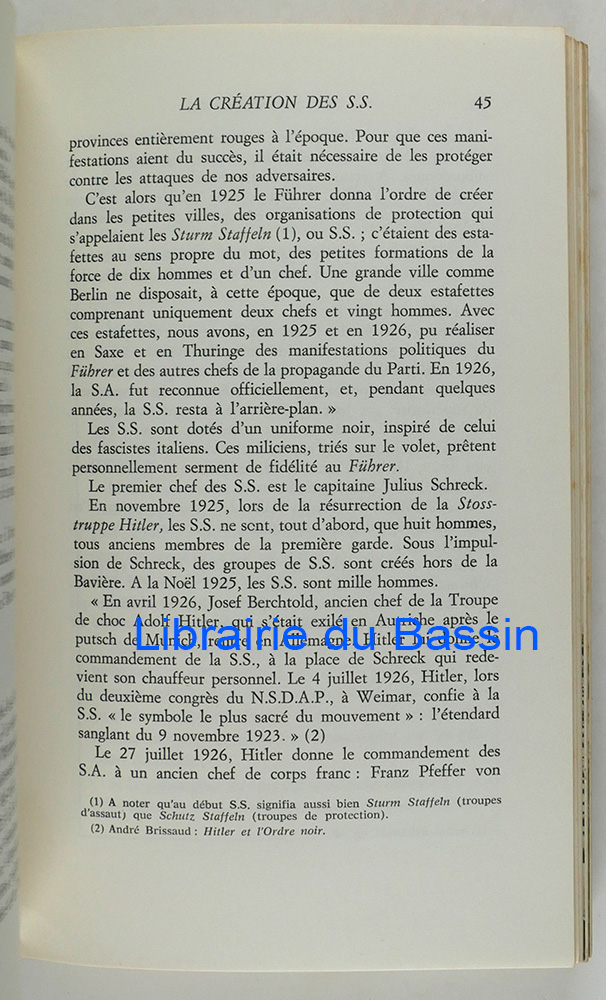 LA CRÉATION DES S.S. 45
provinces entièrement rouges à l'époque. Pour que ces mani-
festations aient du succès, il était nécessaire de les protéger
contre les attaques de nos adversaires.
C'est alors qu'en 1925 le Führer donna l'ordre de créer
dans les petites villes, des organisations de protection qui
s'appelaient les Sturm Staffeln (1), ou S.S. ; c'étaient des esta-
fettes au sens propre du mot, des petites formations de la
force de dix hommes et d'un chef. Une grande ville comme
Berlin ne disposait, à cette époque, que de deux estafettes
comprenant uniquement deux chefs et vingt hommes. Avec
ces estafettes, nous avons, en 1925 et en 1926, pu réaliser
en Saxe et en Thuringe des manifestations politiques du
Führer et des autres chefs de la propagande du Parti. En 1926,
la S.A. fut reconnue officiellement, et, pendant quelques
années, la S.S. resta à l'arrière-plan. »
Les S.S. sont dotés d'un uniforme noir, inspiré de celui
des fascistes italiens. Ces miliciens, triés sur le volet, prêtent
personnellement serment de fidélité au Führer.
Le premier chef des S.S. est le capitaine Julius Schreck.
En novembre 1925, lors de la résurrection de la Stoss-
truppe Hitler, les S.S. ne sent, tout d'abord, que huit hommes,
tous anciens membres de la première garde. Sous l'impul-
sion de Schreck, des groupes de S.S. sont créés hors de la
Bavière. A la Noël 1925, les S.S. sont mille hommes.
« En avril 1926, Josef Berchtold, ancien chef de la Troupe
de choc Adolf Hitler, qui s'était exilé en Autriche après le
putsch de Munich, rentre en Allemagne. Hitler lui donne le
Librairie du Bassin
commandement de la S.S., à la place de Schreck qui rede-
vient son chauffeur personnel. Le 4 juillet 1926, Hitler, lors
du deuxième congrès du N.S.D.A.P., à Weimar, confie à la
S.S. « le symbole le plus sacré du mouvement » : l'étendard
sanglant du 9 novembre 1923. » (2)
Le 27 juillet 1926, Hitler donne le commandement des
S.A. à un ancien chef de corps franc : Franz Pfeffer von
(1) A noter qu'au début S.S. signifia aussi bien Sturm Staffeln (troupes
d'assaut) que Schutz Staffeln (troupes de protection).
(2) André Brissaud : Hitler et l'Ordre noir.